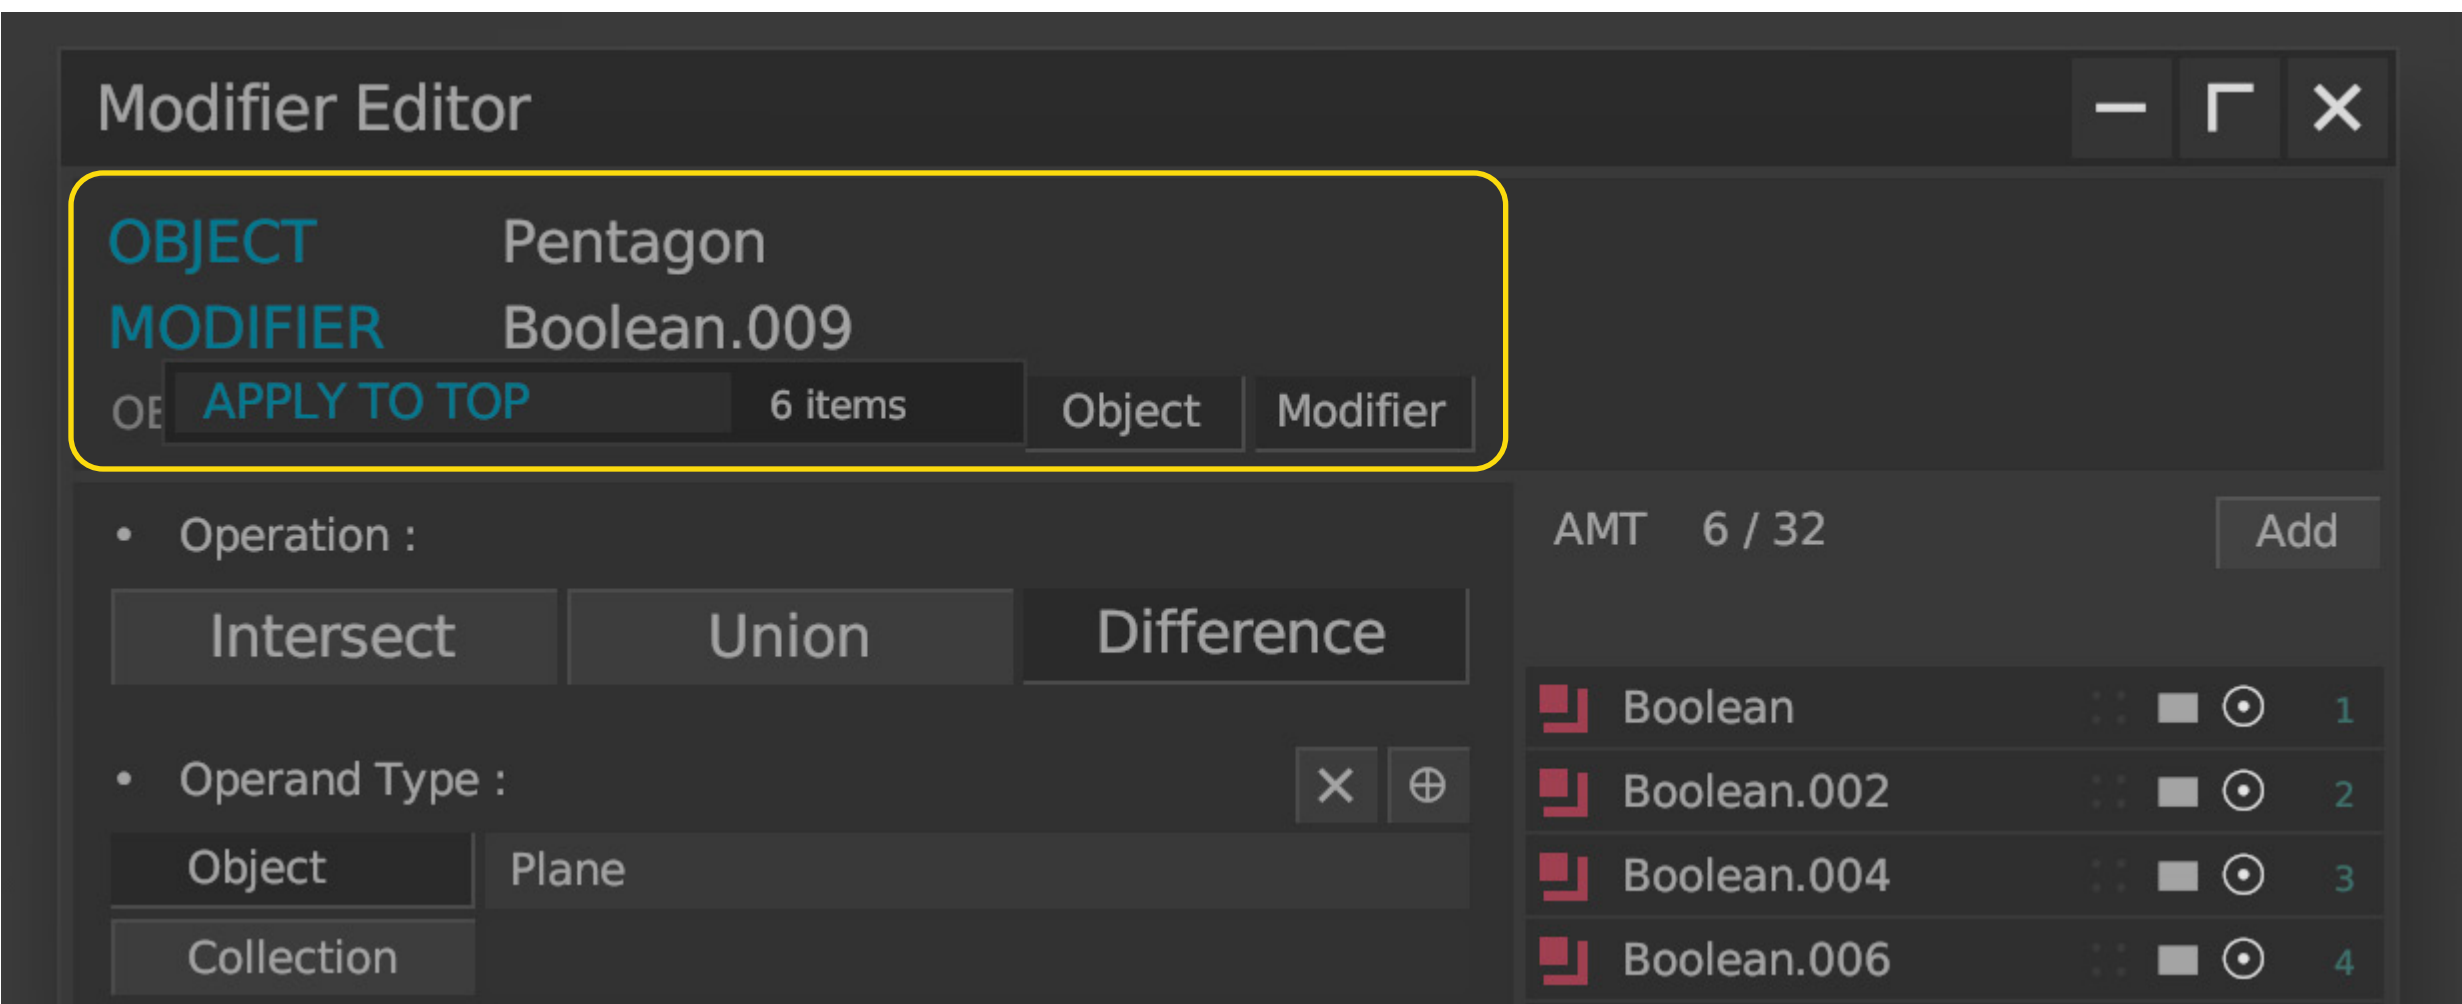 Modifier Editor
OBJECT Pentagon
MODIFIER Boolean.009
APPLY TO TOP 6 items Object Modifier
• Operation :
Intersect Union Difference
• Operand Type :
Object Plane
Collection
AMT 6 / 32 Add
Boolean 1
Boolean.002 2
Boolean.004 3
Boolean.006 4